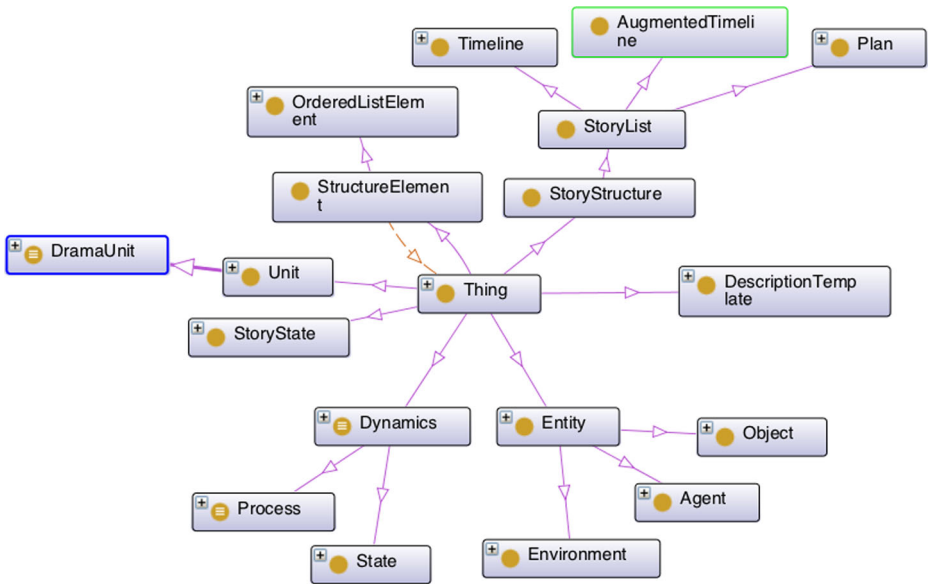 AugmentedTimeli
ne
Timeline
Plan
OrderedListElem
ent
StoryList
StructureElemen
t
StoryStructure
DramaUnit
Unit
Thing
DescriptionTemp
late
StoryState
Dynamics
Entity
Object
Process
Agent
State
Environment